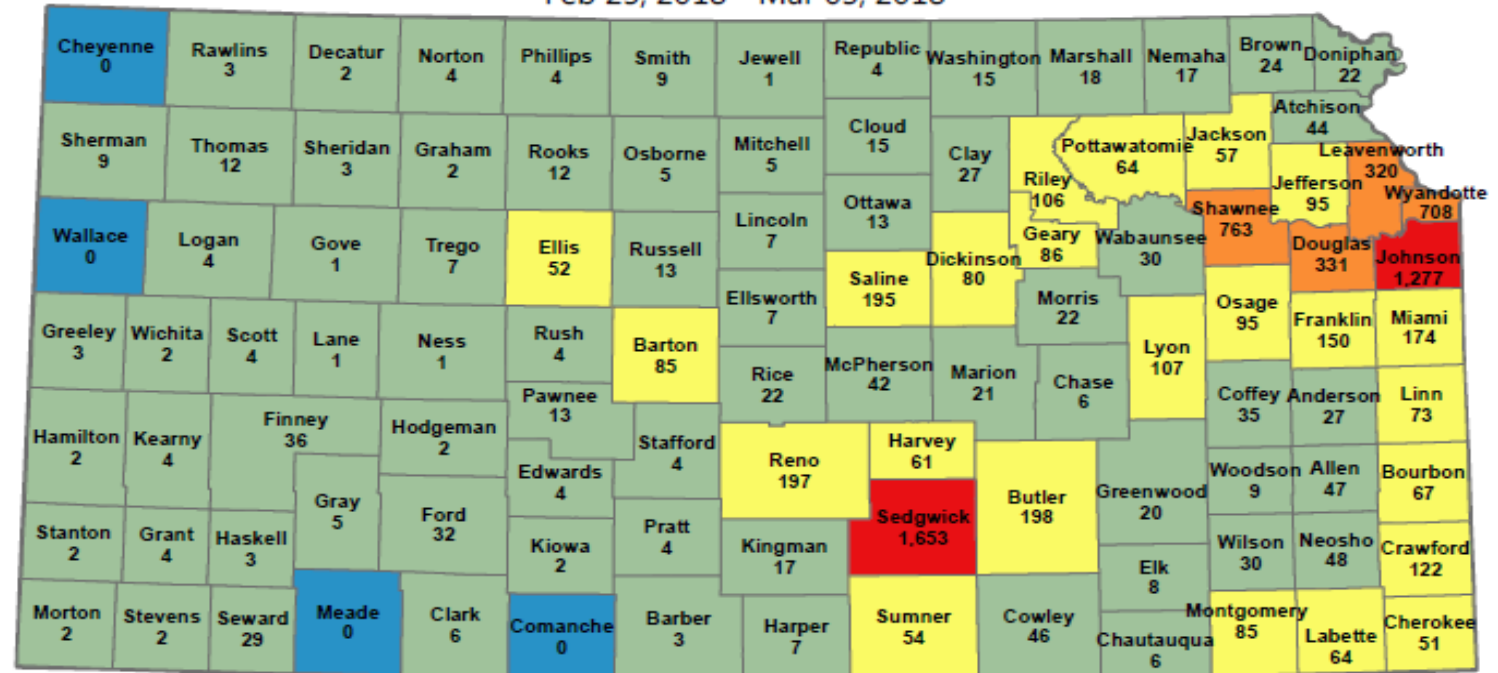 Feb 2018 Mar 2018
Cheyenne
0
Rawlins
3
Decatur
2
Norton
4
Phillips
4
Smith
9
Jewell
1
Republic
4
Washington
15
Marshall
18
Nemaha
17
Brown
24
Doniphan
22
Sherman
9
Thomas
12
Sheridan
3
Graham
2
Rooks
12
Osborne
5
Mitchell
5
Cloud
15
Clay
27
Riley
106
Pottawatomie
64
Jackson
57
Atchison
44
Jefferson
95
Leavenworth
320
Wyandotte
708
Wallace
0
Logan
4
Gove
1
Trego
7
Ellis
52
Russell
13
Lincoln
7
Ottawa
13
Saline
195
Dickinson
80
Geary
86
Wabaunsee
30
Shawnee
763
Douglas
331
Johnson
1,277
Ellsworth
7
Morris
22
Osage
95
Franklin
150
Miami
174
Greeley
3
Wichita
2
Scott
4
Lane
1
Ness
1
Rush
4
Barton
85
Rice
22
McPherson
42
Marion
21
Chase
6
Lyon
107
Coffey
35
Anderson
27
Linn
73
Hamilton
2
Kearny
4
Finney
36
Hodgeman
2
Pawnee
13
Stafford
4
Edwards
4
Reno
197
Harvey
61
Butler
198
Greenwood
20
Woodson
9
Allen
47
Bourbon
67
Stanton
2
Grant
4
Haskell
3
Gray
5
Ford
32
Kiowa
2
Pratt
4
Kingman
17
Sedgwick
1,653
Elk
8
Wilson
30
Neosho
48
Crawford
122
Morton
2
Stevens
2
Seward
29
Meade
0
Clark
6
Comanche
0
Barber
3
Harper
7
Sumner
54
Cowley
46
Chautauqua
6
Montgomery
85
Labette
64
Cherokee
51